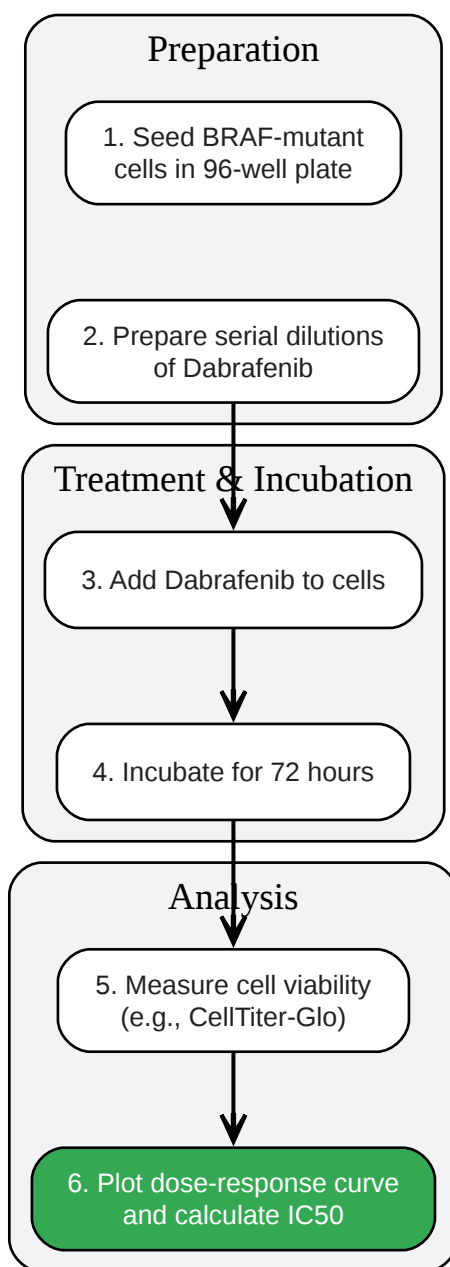 Preparation
1. Seed BRAF-mutant
cells in 96-well plate
2. Prepare serial dilutions
of Dabrafenib
Treatment & Incubation
3. Add Dabrafenib to cells
4. Incubate for 72 hours
Analysis
5. Measure cell viability
(e.g., CellTiter-Glo)
6. Plot dose-response curve
and calculate IC50